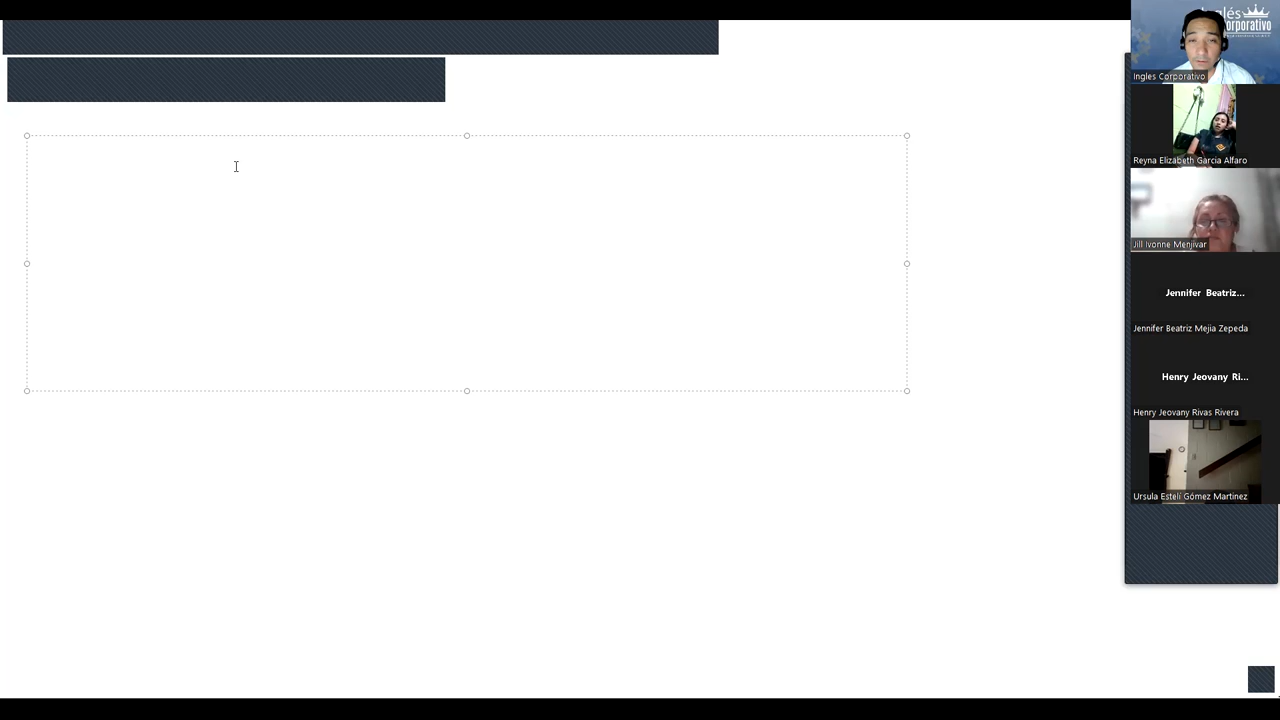 Inglés
Corporativo
Ingles Corporativo
Reyna Elizabeth Garcia Alfaro
Jill Ivonne Menjivar
Jennifer Beatriz...
Jennifer Beatriz Mejia Zepeda
Henry Jeovany Ri...
Henry Jeovany Rivas Rivera
Ursula Estelí Gómez Martinez